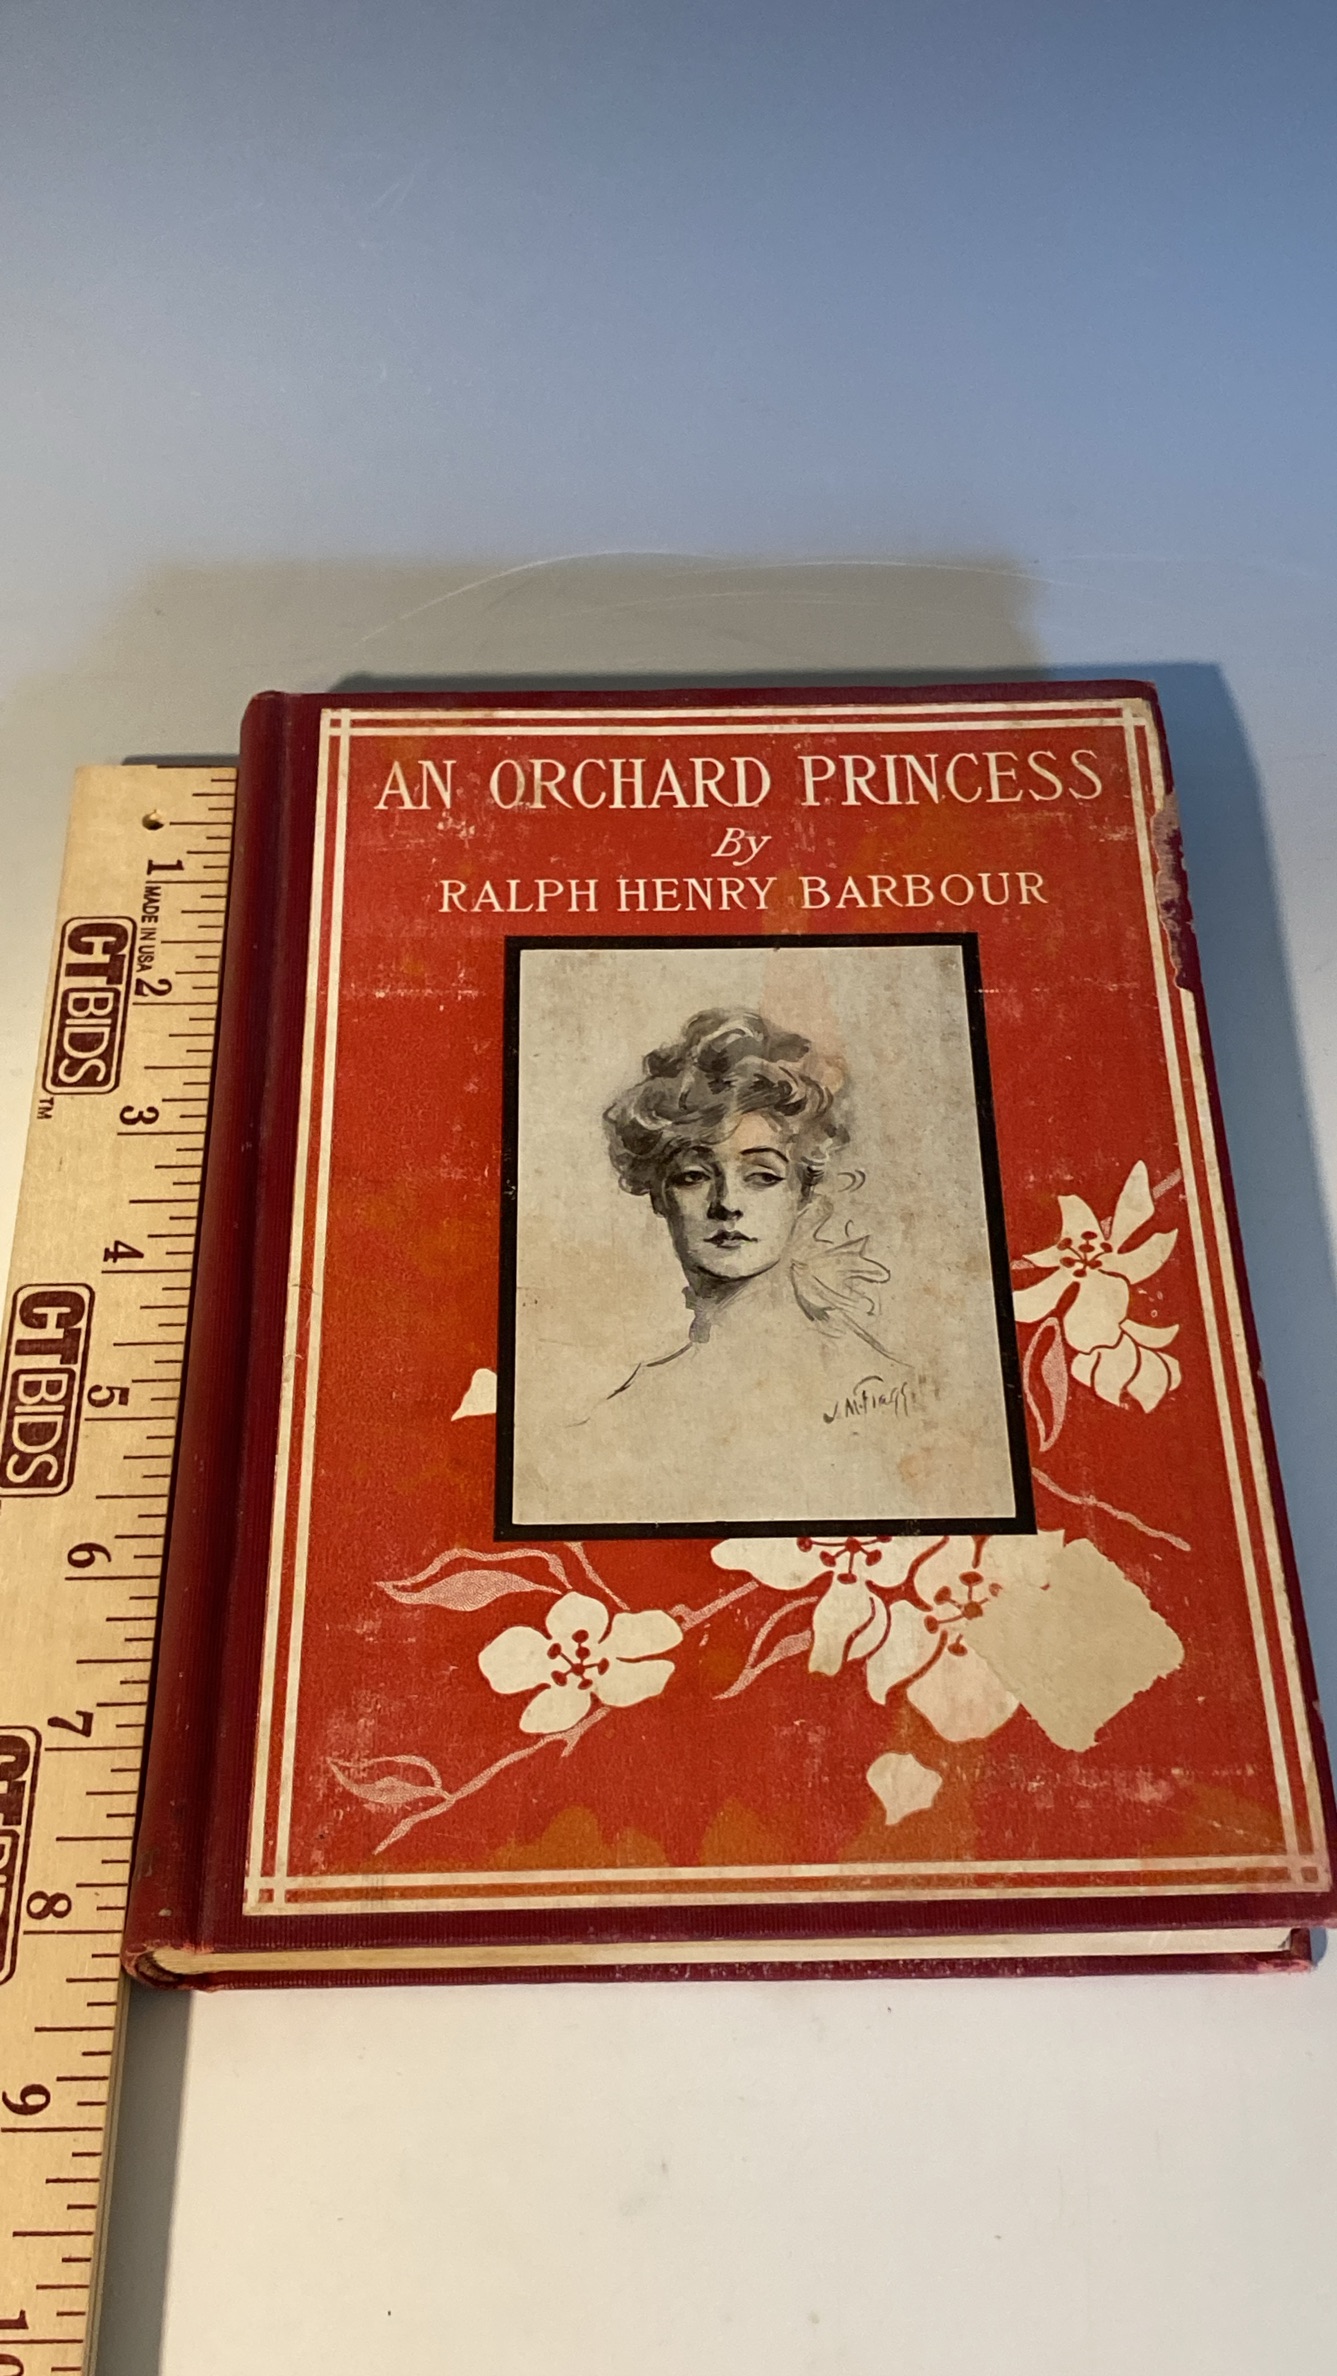 AN ORCHARD PRINCESS
By
RALPH HENRY BARBOUR
J. M. Flagg
1
MADE IN USA
2
CTBIDS
TM
3
4
CTBIDS
5
6
7
8
9
10